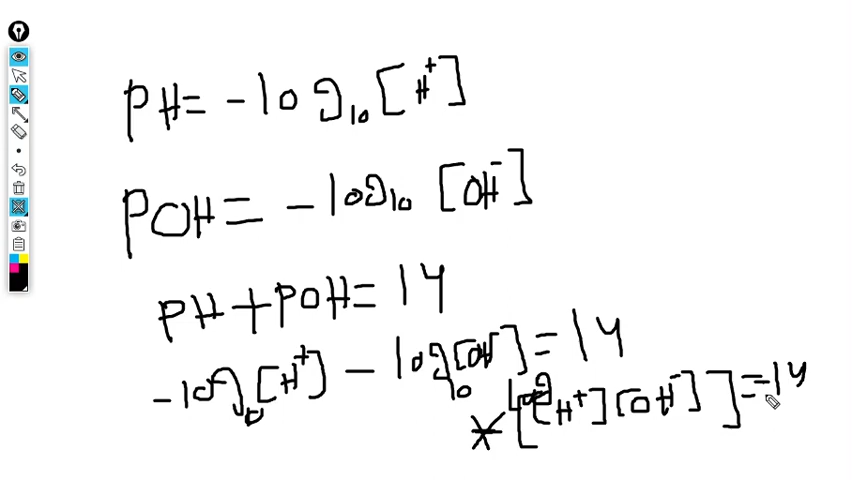 PH = -log₁₀ [H⁺]
POH = -log₁₀ [OH⁻]
PH + POH = 14
-log₁₀ [H⁺] - log₁₀ [OH⁻] = 14
* log [[H⁺] [OH⁻]] = -14